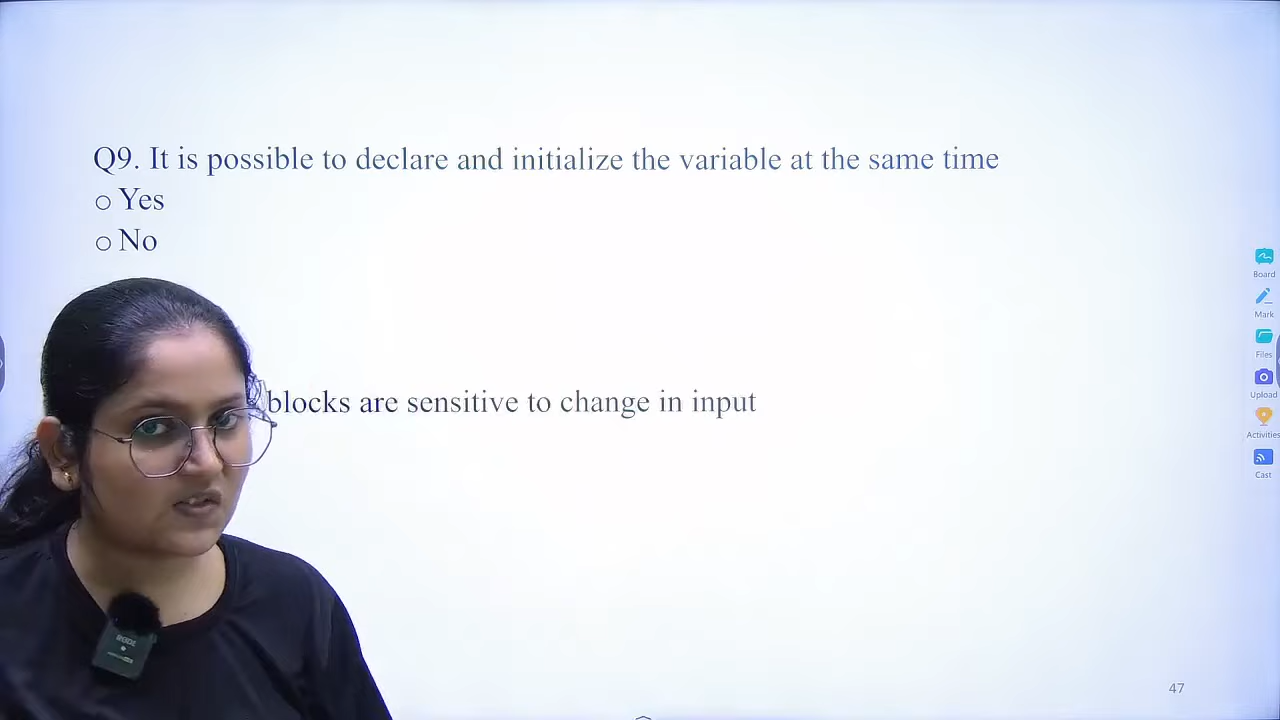 Q9. It is possible to declare and initialize the variable at the same time
○ Yes
○ No
blocks are sensitive to change in input
Board
Mark
Files
Upload
Activities
Cast
47